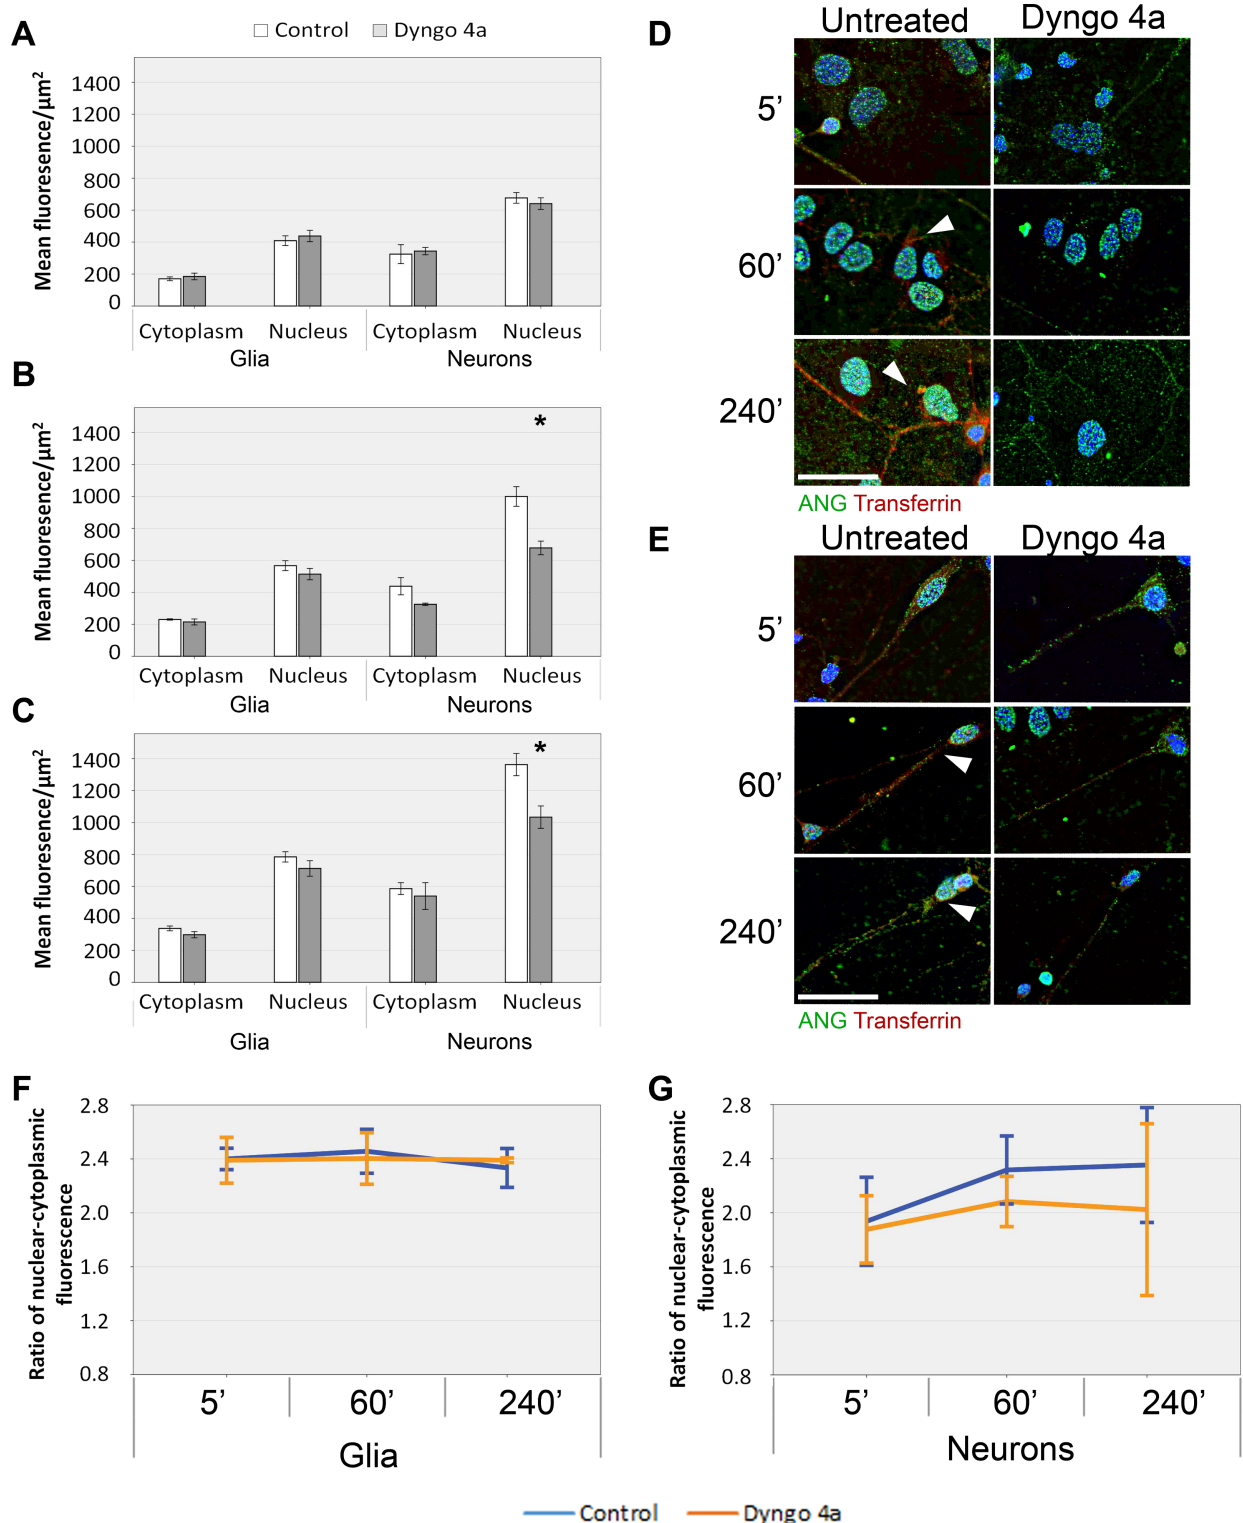 A
Control Dyngo 4a
Mean fluoresence/µm²
1400
1200
1000
800
600
400
200
0
Cytoplasm Nucleus Cytoplasm Nucleus
Glia Neurons
B
Mean fluoresence/µm²
1400
1200
1000
800
600
400
200
0
*
Cytoplasm Nucleus Cytoplasm Nucleus
Glia Neurons
C
Mean fluoresence/µm²
1400
1200
1000
800
600
400
200
0
*
Cytoplasm Nucleus Cytoplasm Nucleus
Glia Neurons
D
Untreated Dyngo 4a
5’
60’
240’
ANG Transferrin
E
Untreated Dyngo 4a
5’
60’
240’
ANG Transferrin
F
Ratio of nuclear-cytoplasmic
fluorescence
2.8
2.4
2.0
1.6
1.2
0.8
5’ 60’ 240’
Glia
G
Ratio of nuclear-cytoplasmic
fluorescence
2.8
2.4
2.0
1.6
1.2
0.8
5’ 60’ 240’
Neurons
Control Dyngo 4a